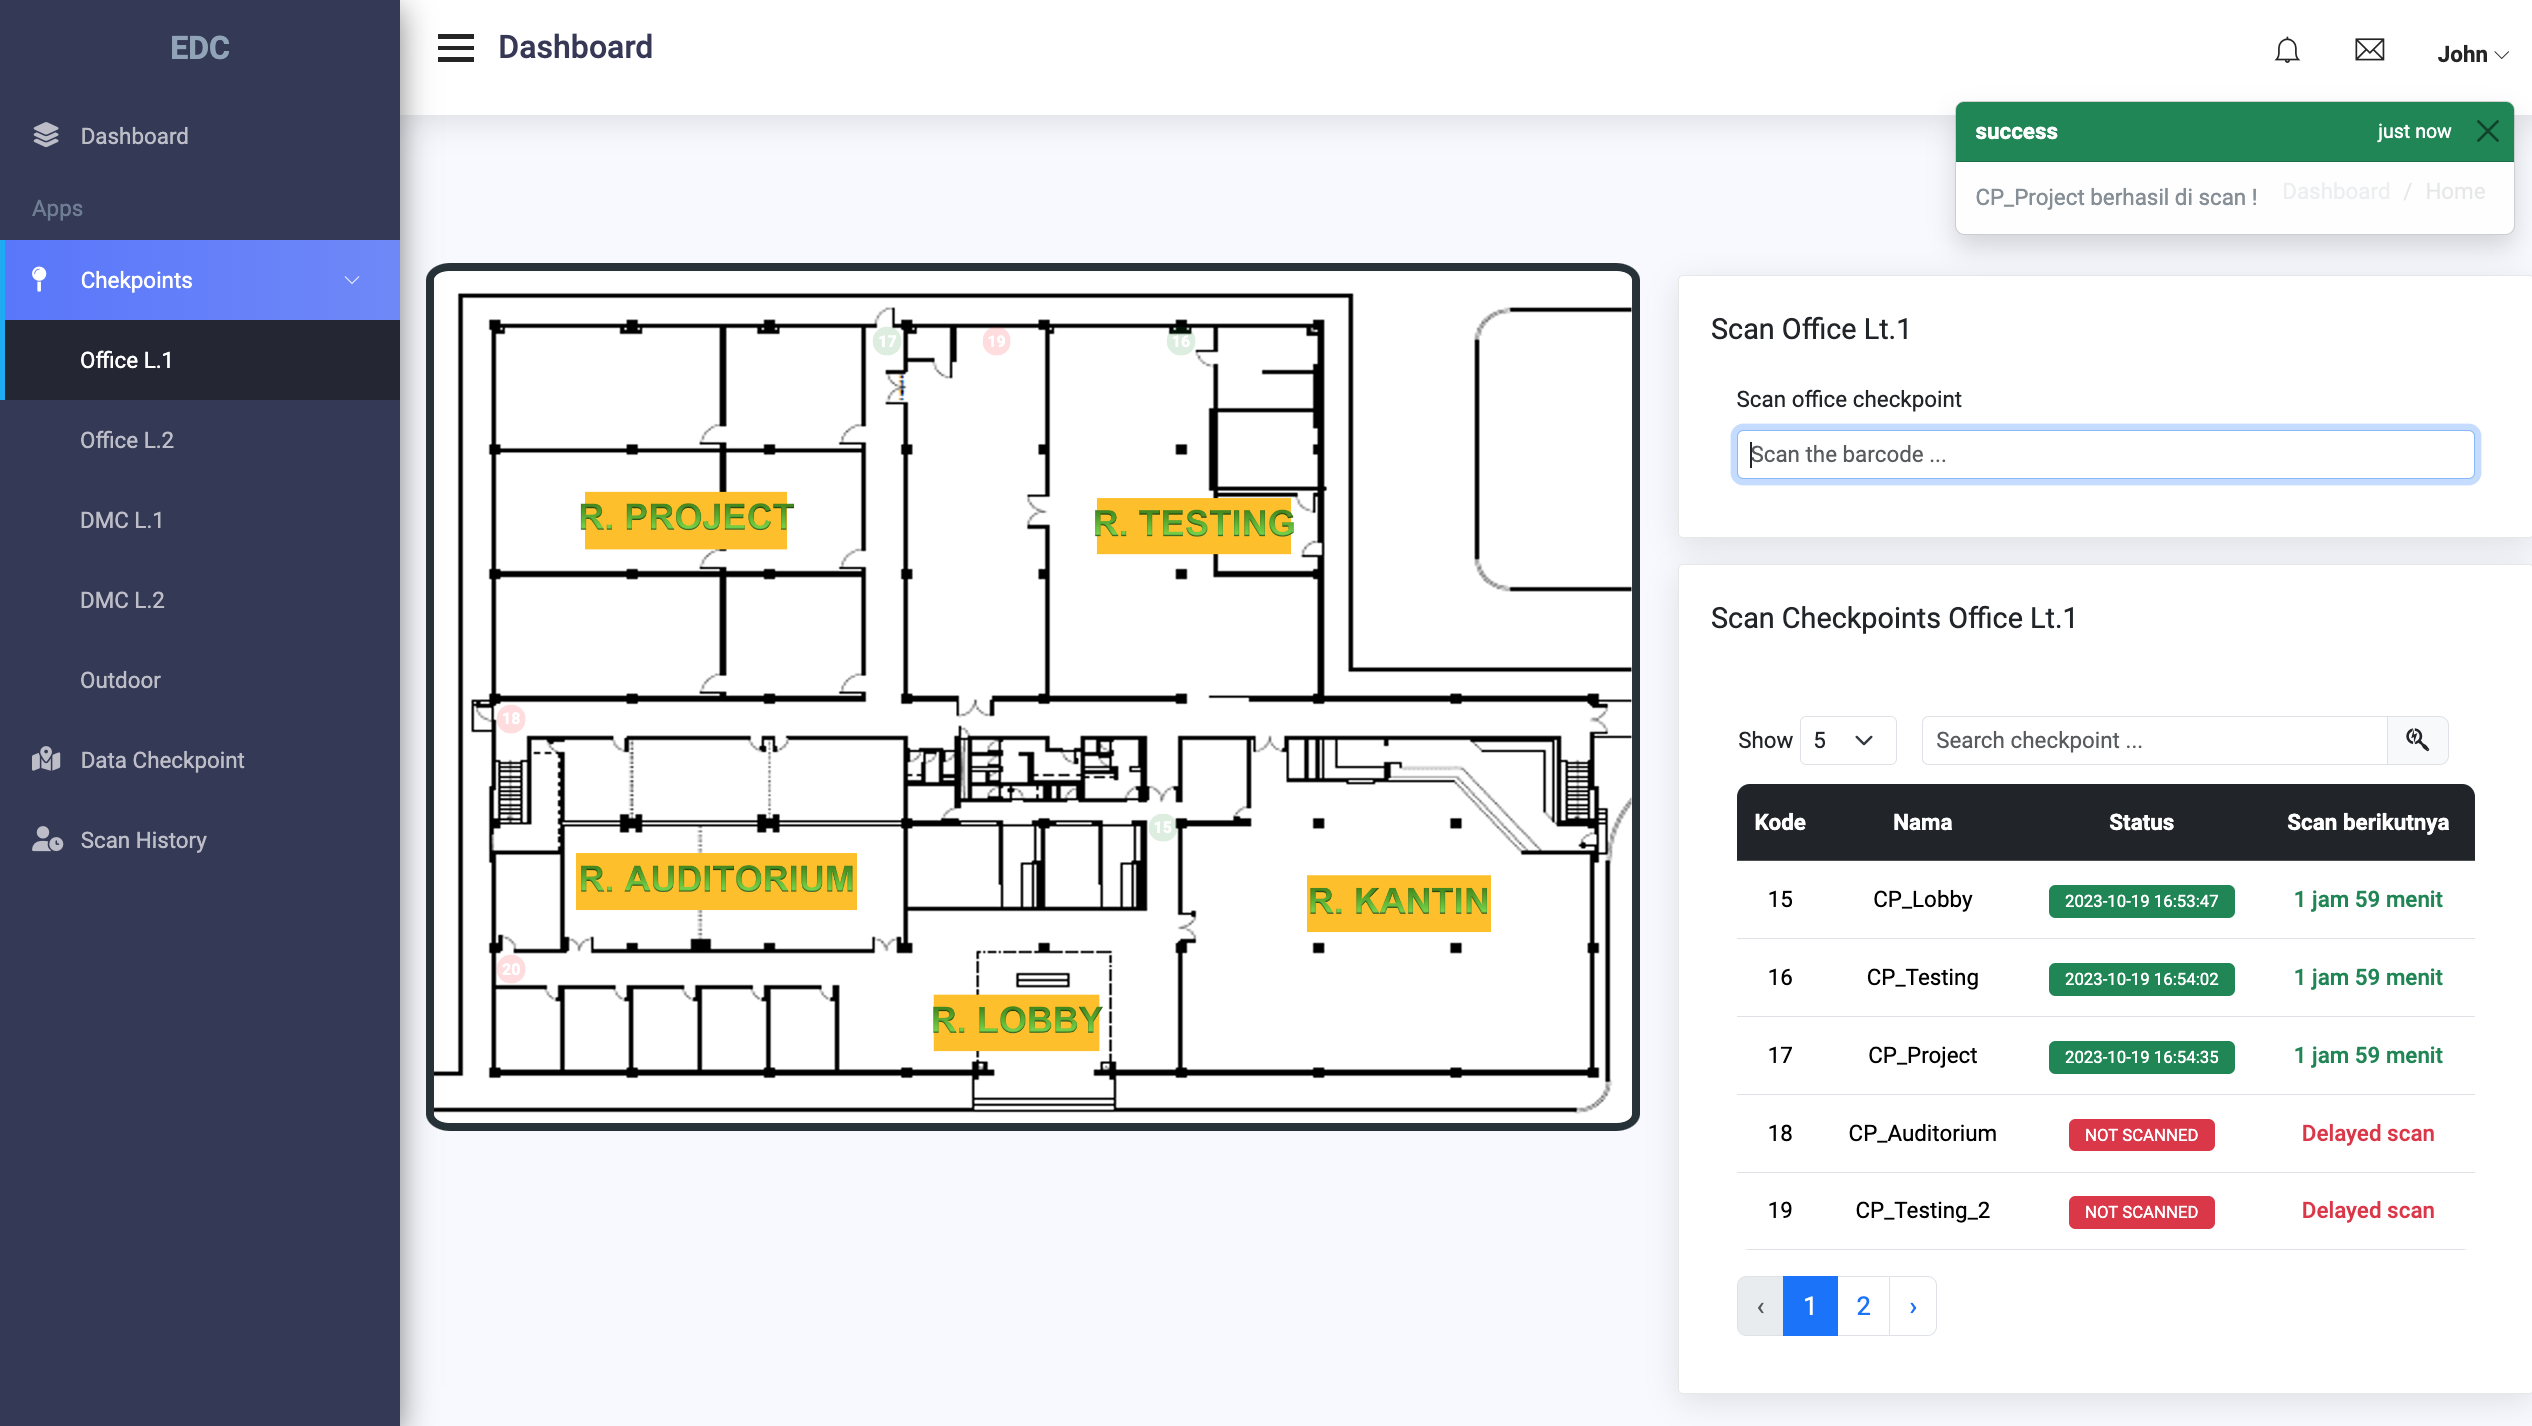 EDC
Dashboard
Apps
Chekpoints
Office L.1
Office L.2
DMC L.1
DMC L.2
Outdoor
Data Checkpoint
Scan History
Dashboard
John
success
just now
CP_Project berhasil di scan !
Dashboard / Home
17
19
16
R. PROJECT
R. TESTING
18
15
R. AUDITORIUM
R. KANTIN
20
R. LOBBY
Scan Office Lt.1
Scan office checkpoint
Scan the barcode ...
Scan Checkpoints Office Lt.1
Show 5
Search checkpoint ...
Kode Nama Status Scan berikutnya
15 CP_Lobby 2023-10-19 16:53:47 1 jam 59 menit
16 CP_Testing 2023-10-19 16:54:02 1 jam 59 menit
17 CP_Project 2023-10-19 16:54:35 1 jam 59 menit
18 CP_Auditorium NOT SCANNED Delayed scan
19 CP_Testing_2 NOT SCANNED Delayed scan
‹ 1 2 ›